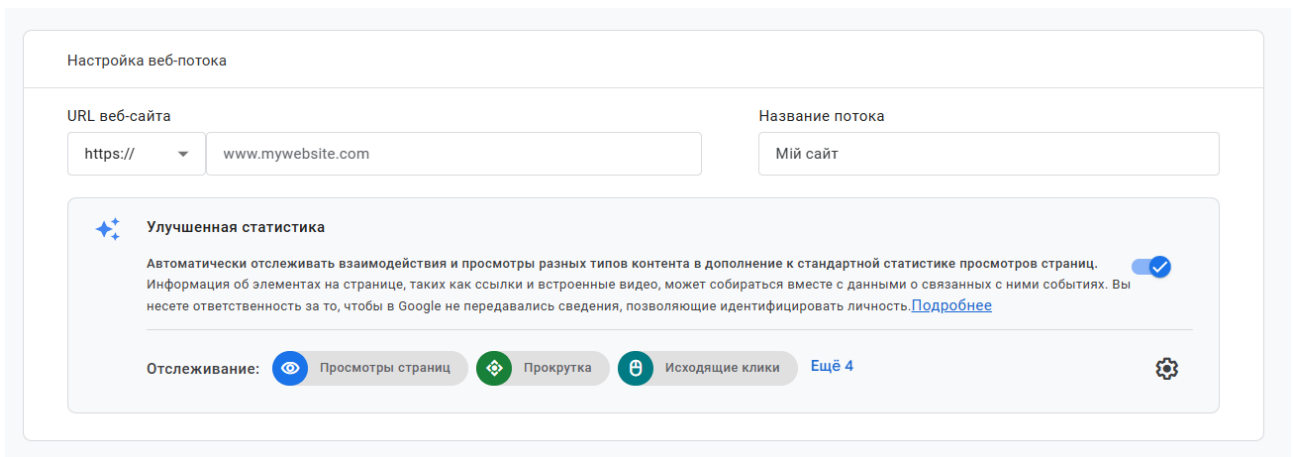 Настройка веб-потока
URL веб-сайта
Название потока
https://
www.mywebsite.com
Мій сайт
Улучшенная статистика
Автоматически отслеживать взаимодействия и просмотры разных типов контента в дополнение к стандартной статистике просмотров страниц.
Информация об элементах на странице, таких как ссылки и встроенные видео, может собираться вместе с данными о связанных с ними событиях. Вы
несете ответственность за то, чтобы в Google не передавались сведения, позволяющие идентифицировать личность.Подробнее
Отслеживание:
Просмотры страниц
Прокрутка
Исходящие клики
Ещё 4